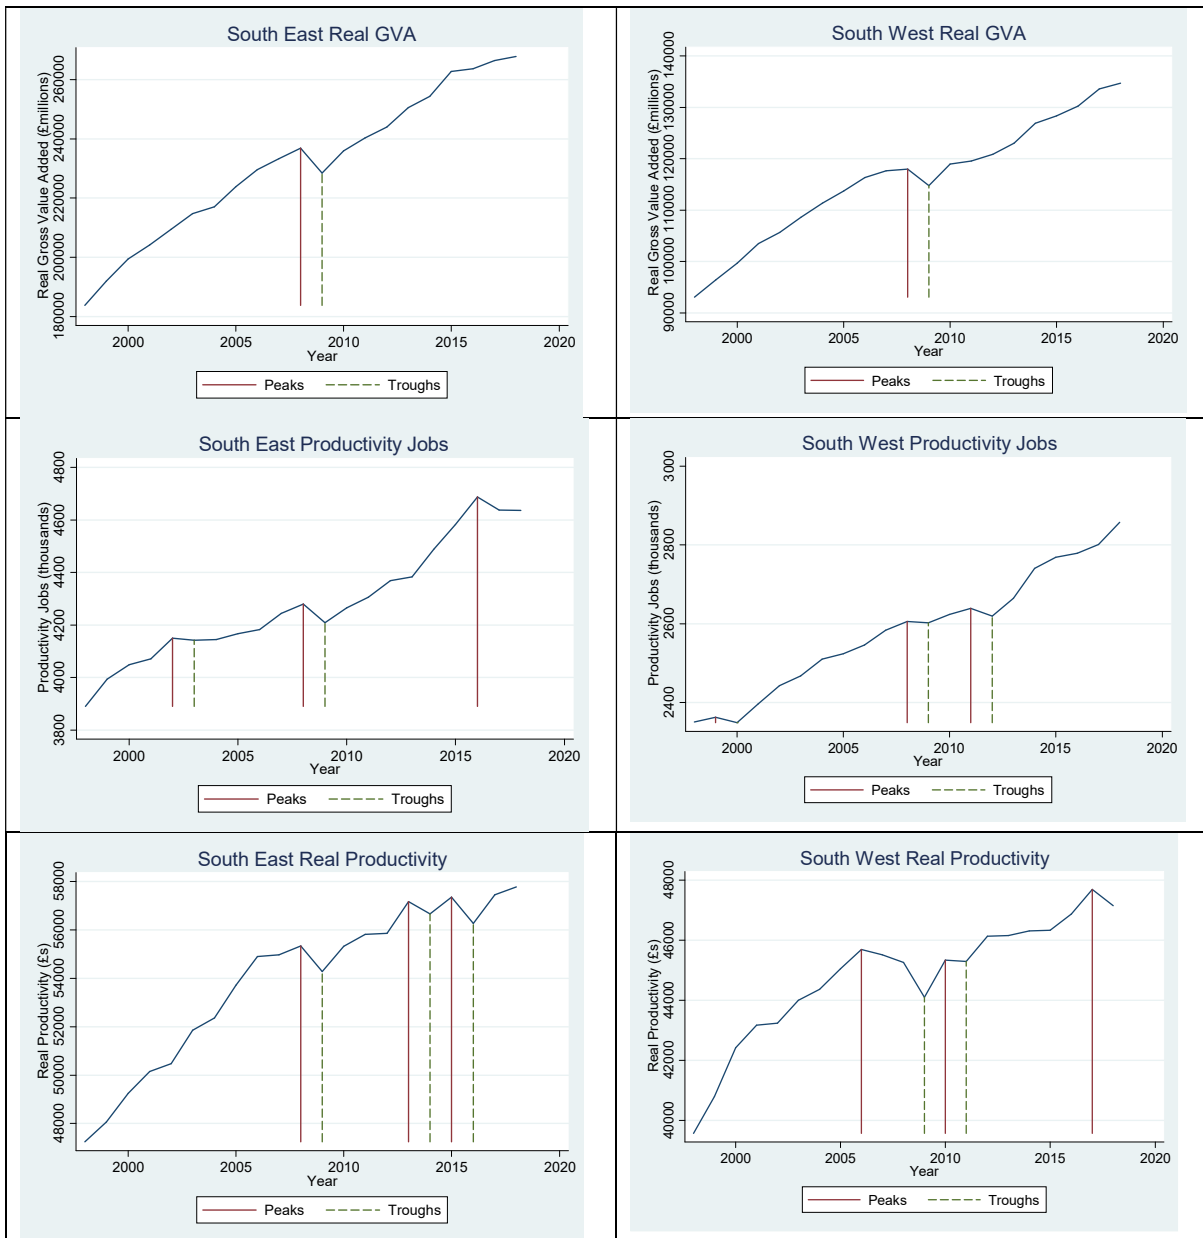 South East Real GVA
Real Gross Value Added (£millions)
260000
240000
220000
200000
180000
2000 2005 2010 2015 2020
Year
Peaks Troughs
South West Real GVA
Real Gross Value Added (£millions)
140000
130000
120000
110000
100000
90000
2000 2005 2010 2015 2020
Year
Peaks Troughs
South East Productivity Jobs
Productivity Jobs (thousands)
4800
4600
4400
4200
4000
3800
2000 2005 2010 2015 2020
Year
Peaks Troughs
South West Productivity Jobs
Productivity Jobs (thousands)
3000
2800
2600
2400
2000 2005 2010 2015 2020
Year
Peaks Troughs
South East Real Productivity
Real Productivity (£s)
58000
56000
54000
52000
50000
48000
2000 2005 2010 2015 2020
Year
Peaks Troughs
South West Real Productivity
Real Productivity (£s)
48000
46000
44000
42000
40000
2000 2005 2010 2015 2020
Year
Peaks Troughs